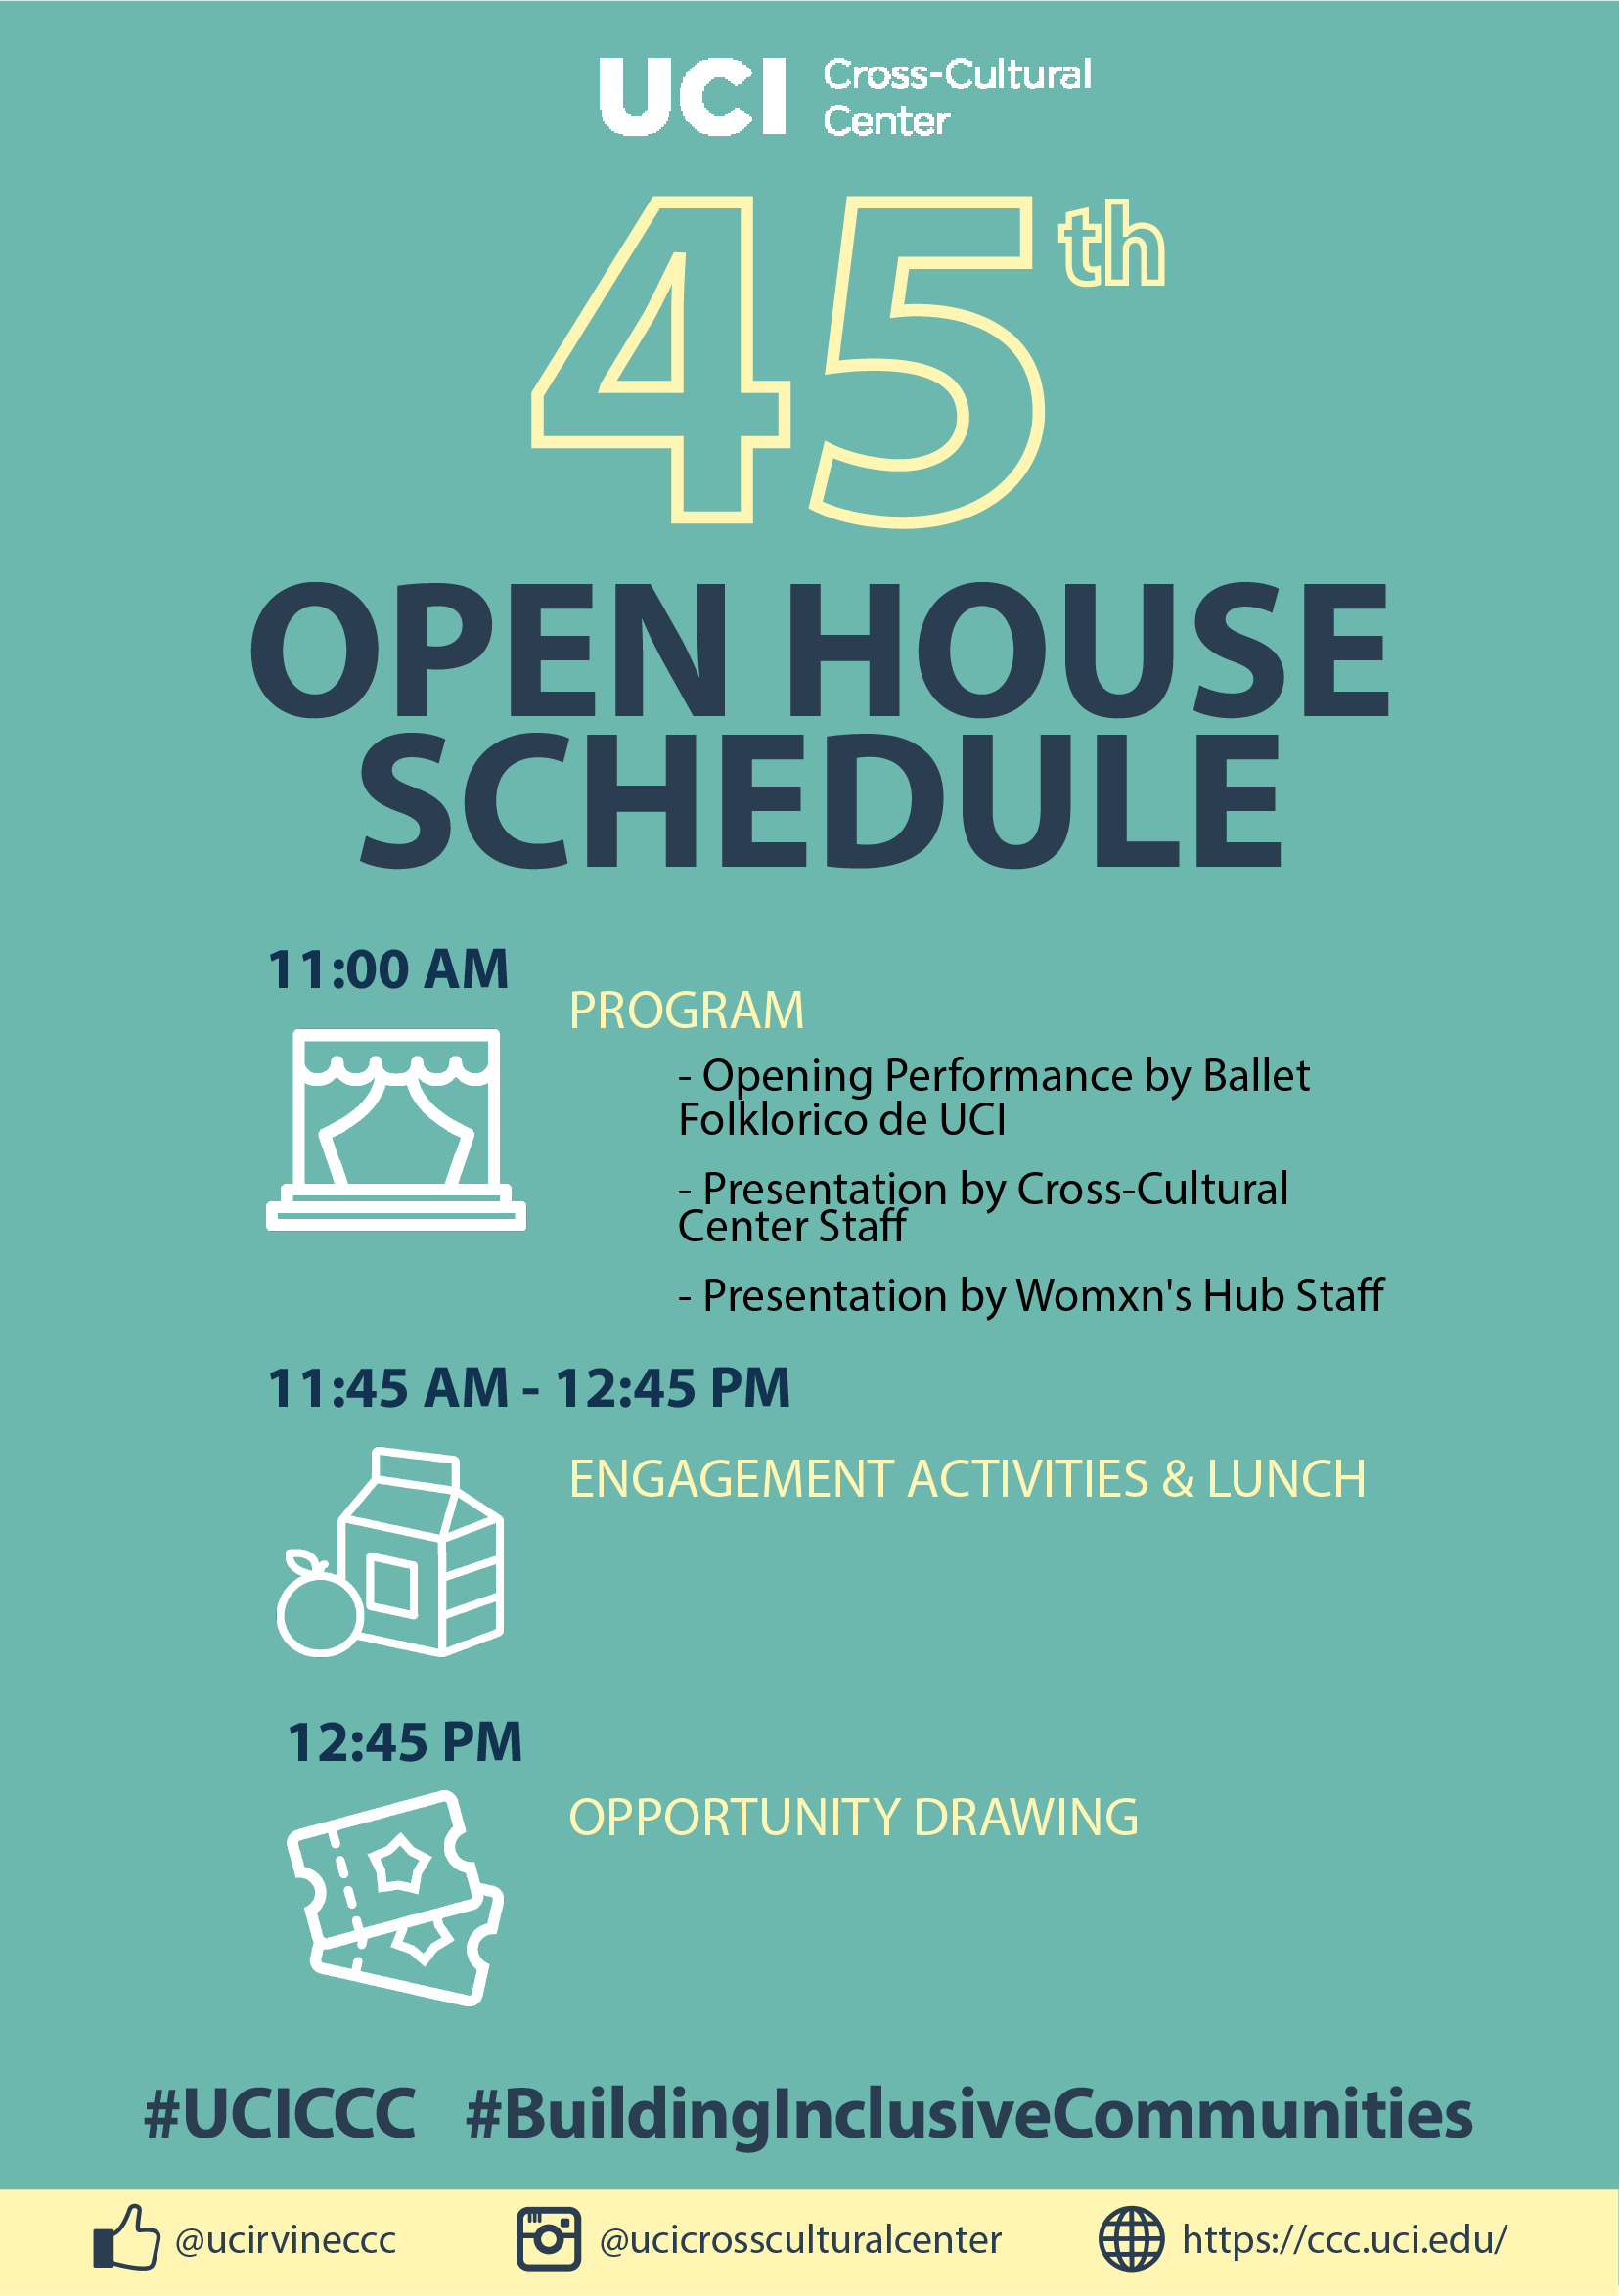 UCI Cross-Cultural
Center
45th
OPEN HOUSE
SCHEDULE
11:00 AM
PROGRAM
- Opening Performance by Ballet
Folklorico de UCI
- Presentation by Cross-Cultural
Center Staff
- Presentation by Womxn's Hub Staff
11:45 AM - 12:45 PM
ENGAGEMENT ACTIVITIES & LUNCH
12:45 PM
OPPORTUNITY DRAWING
#UCICCC #BuildingInclusiveCommunities
@ucirvineccc @ucicrossculturalcenter https://ccc.uci.edu/